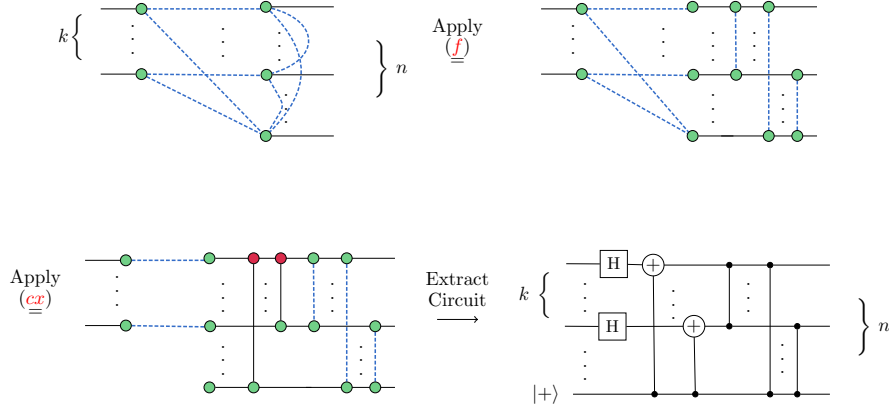 k {
} n
Apply
(f)
=
Apply
(cx)
=
Extract
Circuit
⟶
k {
H
+
H
+
} n
|+⟩